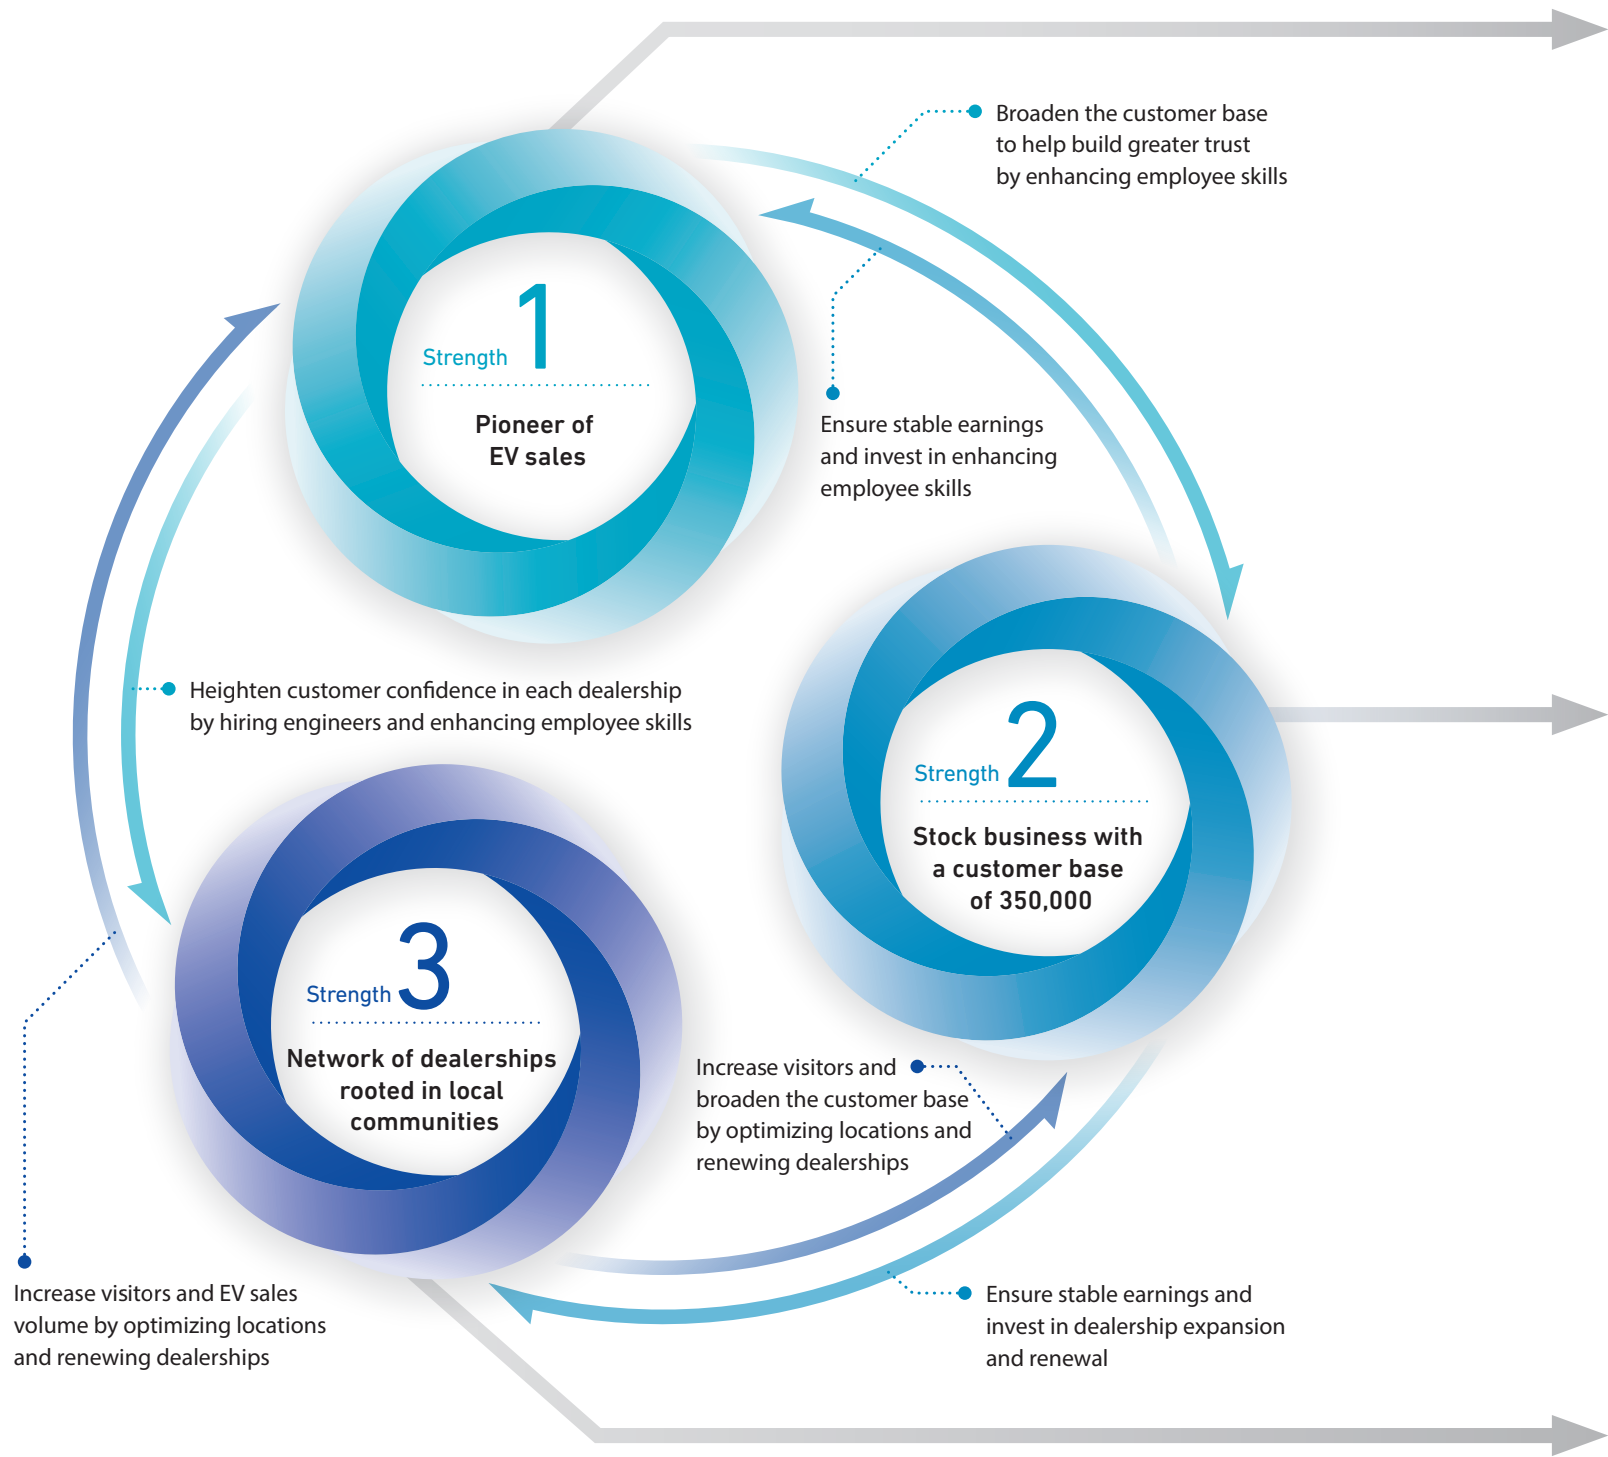 Broaden the customer base
to help build greater trust
by enhancing employee skills
Strength 1
Pioneer of
EV sales
Ensure stable earnings
and invest in enhancing
employee skills
Heighten customer confidence in each dealership
by hiring engineers and enhancing employee skills
Strength 2
Stock business with
a customer base
of 350,000
Strength 3
Network of dealerships
rooted in local
communities
Increase visitors and
broaden the customer base
by optimizing locations and
renewing dealerships
Increase visitors and EV sales
volume by optimizing locations
and renewing dealerships
Ensure stable earnings and
invest in dealership expansion
and renewal